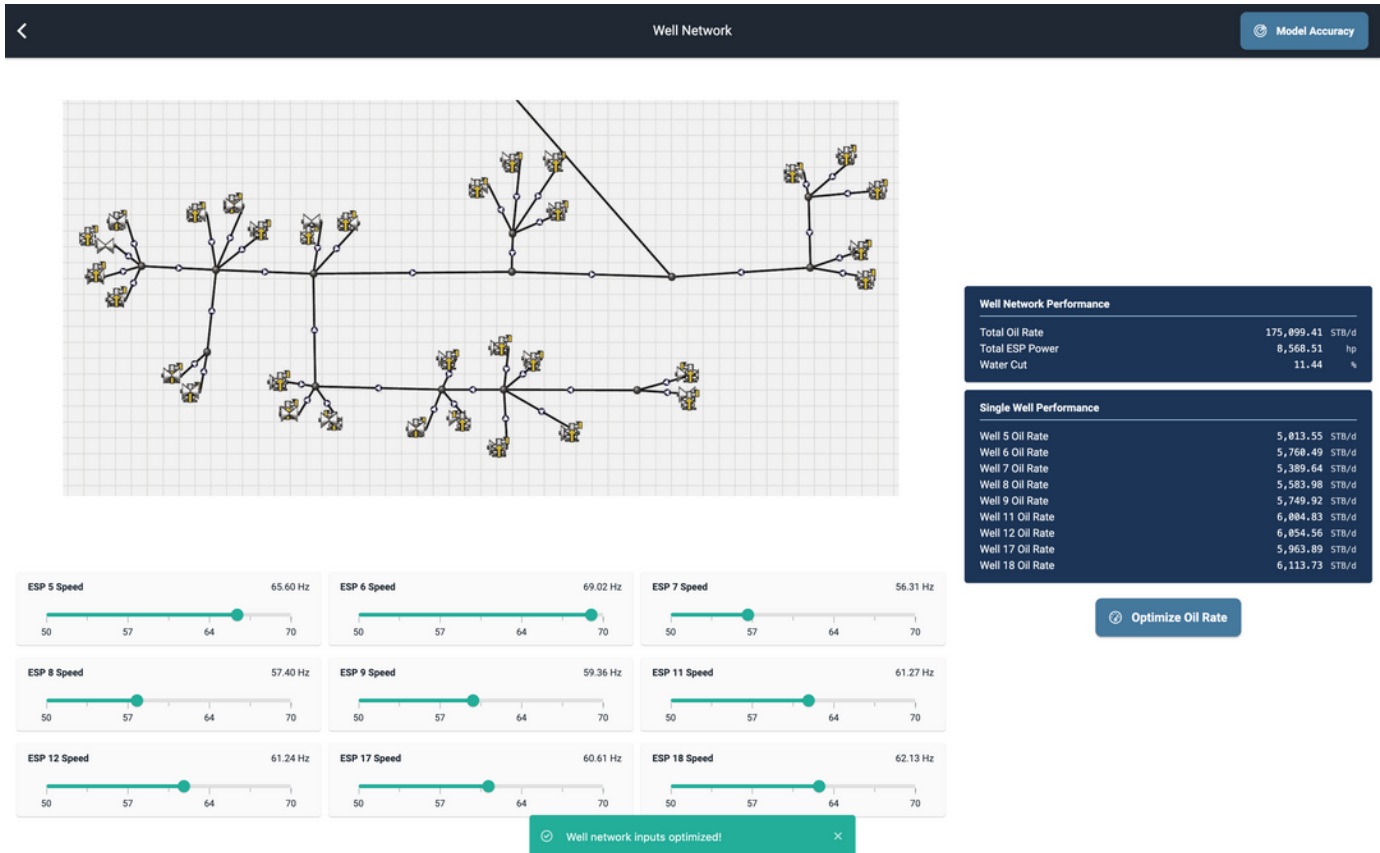 Well Network
Model Accuracy
Well Network Performance
Total Oil Rate 175,099.41 STB/d
Total ESP Power 8,568.51 hp
Water Cut 11.44 %
Single Well Performance
Well 5 Oil Rate 5,013.55 STB/d
Well 6 Oil Rate 5,760.49 STB/d
Well 7 Oil Rate 5,389.64 STB/d
Well 8 Oil Rate 5,583.98 STB/d
Well 9 Oil Rate 5,749.92 STB/d
Well 11 Oil Rate 6,004.83 STB/d
Well 12 Oil Rate 6,054.56 STB/d
Well 17 Oil Rate 5,963.89 STB/d
Well 18 Oil Rate 6,113.73 STB/d
Optimize Oil Rate
ESP 5 Speed 65.60 Hz
50 57 64 70
ESP 6 Speed 69.02 Hz
50 57 64 70
ESP 7 Speed 56.31 Hz
50 57 64 70
ESP 8 Speed 57.40 Hz
50 57 64 70
ESP 9 Speed 59.36 Hz
50 57 64 70
ESP 11 Speed 61.27 Hz
50 57 64 70
ESP 12 Speed 61.24 Hz
50 57 64 70
ESP 17 Speed 60.61 Hz
50 57 64 70
ESP 18 Speed 62.13 Hz
50 57 64 70
Well network inputs optimized!